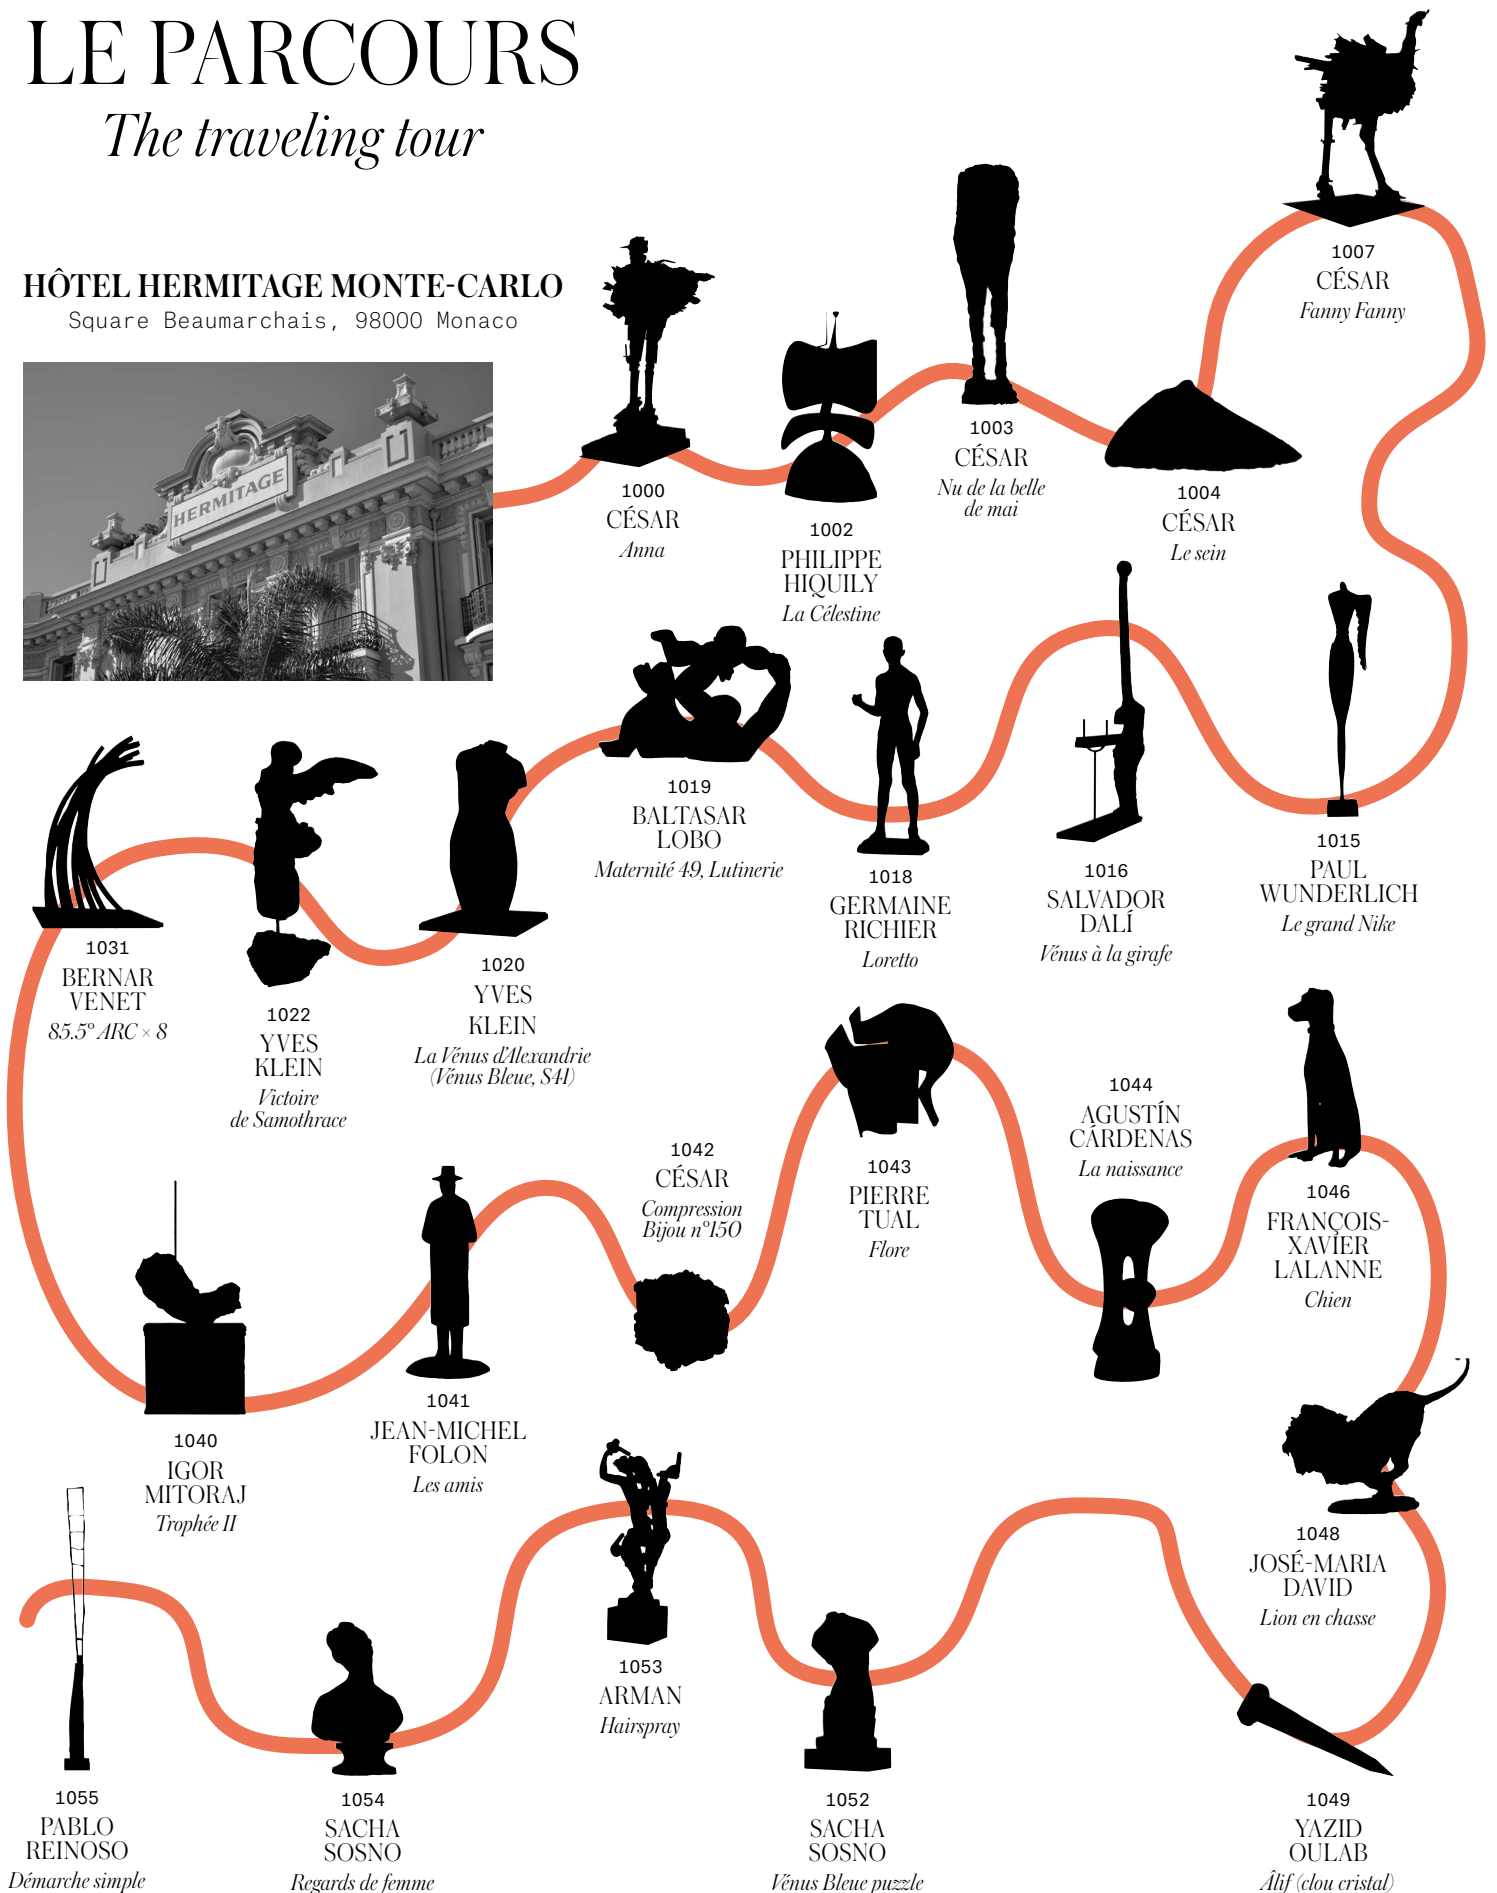 LE PARCOURS
The traveling tour
HÔTEL HERMITAGE MONTE-CARLO
Square Beaumarchais, 98000 Monaco
HERMITAGE
1000
CÉSAR
Anna
1002
PHILIPPE
HIQUILY
La Célestine
1003
CÉSAR
Nu de la belle
de mai
1004
CÉSAR
Le sein
1007
CÉSAR
Fanny Fanny
1015
PAUL
WUNDERLICH
Le grand Nike
1016
SALVADOR
DALÍ
Vénus à la girafe
1018
GERMAINE
RICHIER
Loretto
1019
BALTASAR
LOBO
Maternité 49, Lutinerie
1020
YVES
KLEIN
La Vénus d'Alexandrie
(Vénus Bleue, S41)
1022
YVES
KLEIN
Victoire
de Samothrace
1031
BERNAR
VENET
85.5° ARC × 8
1040
IGOR
MITORAJ
Trophée II
1041
JEAN-MICHEL
FOLON
Les amis
1042
CÉSAR
Compression
Bijou n°150
1043
PIERRE
TUAL
Flore
1044
AGUSTÍN
CÁRDENAS
La naissance
1046
FRANÇOIS-
XAVIER
LALANNE
Chien
1048
JOSÉ-MARIA
DAVID
Lion en chasse
1049
YAZID
OULAB
Âlif (clou cristal)
1052
SACHA
SOSNO
Vénus Bleue puzzle
1053
ARMAN
Hairspray
1054
SACHA
SOSNO
Regards de femme
1055
PABLO
REINOSO
Démarche simple